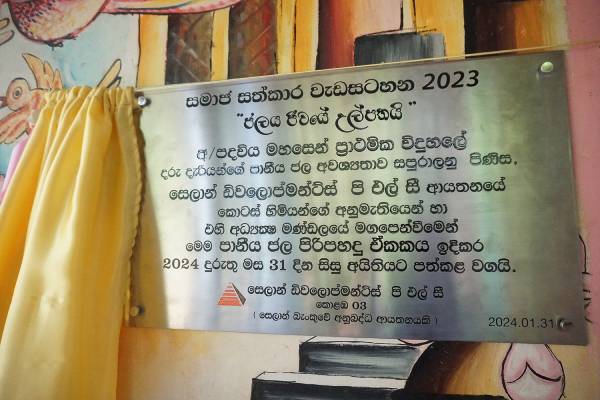 සමාජ සත්කාර වැඩසටහන 2023
"ජලය ජීවයේ උල්පතයි"
අ/පදවිය මහසෙන් ප්‍රාථමික විදුහලේ
දරු දැරියන්ගේ පානීය ජල අවශ්‍යතාව සපුරාලනු පිණිස,
සෙලාන් ඩිවලොප්මන්ට්ස් පි එල් සී ආයතනයේ
කොටස් හිමියන්ගේ අනුමැතියෙන් හා
එහි අධ්‍යක්‍ෂ මණ්ඩලයේ මගපෙන්වීමෙන්
මෙම පානීය ජල පිරිපහදු ඒකකය ඉදිකර
2024 දුරුතු මස 31 දින සිසු අයිතියට පත්කළ වගයි.
සෙලාන් ඩිවලොප්මන්ට්ස් පි එල් සී
කොළඹ 03
( සෙලාන් බැංකුවේ අනුබද්ධ ආයතනයකි )
2024.01.31